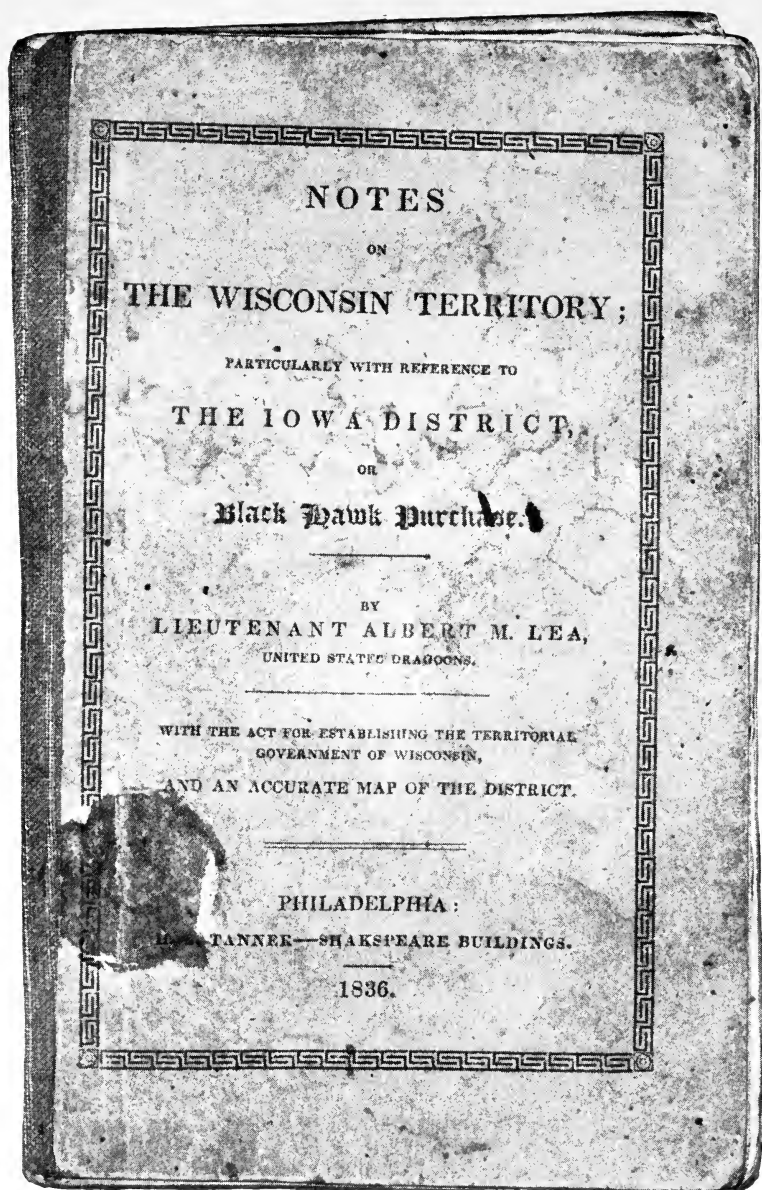 NOTES
ON
THE WISCONSIN TERRITORY;
PARTICULARLY WITH REFERENCE TO
THE IOWA DISTRICT,
OR
Black Hawk Purchase.
BY
LIEUTENANT ALBERT M. LEA,
UNITED STATES DRAGOONS.
WITH THE ACT FOR ESTABLISHING THE TERRITORIAL
GOVERNMENT OF WISCONSIN,
AND AN ACCURATE MAP OF THE DISTRICT.
PHILADELPHIA:
TANNER—SHAKSPEARE BUILDINGS.
1836.